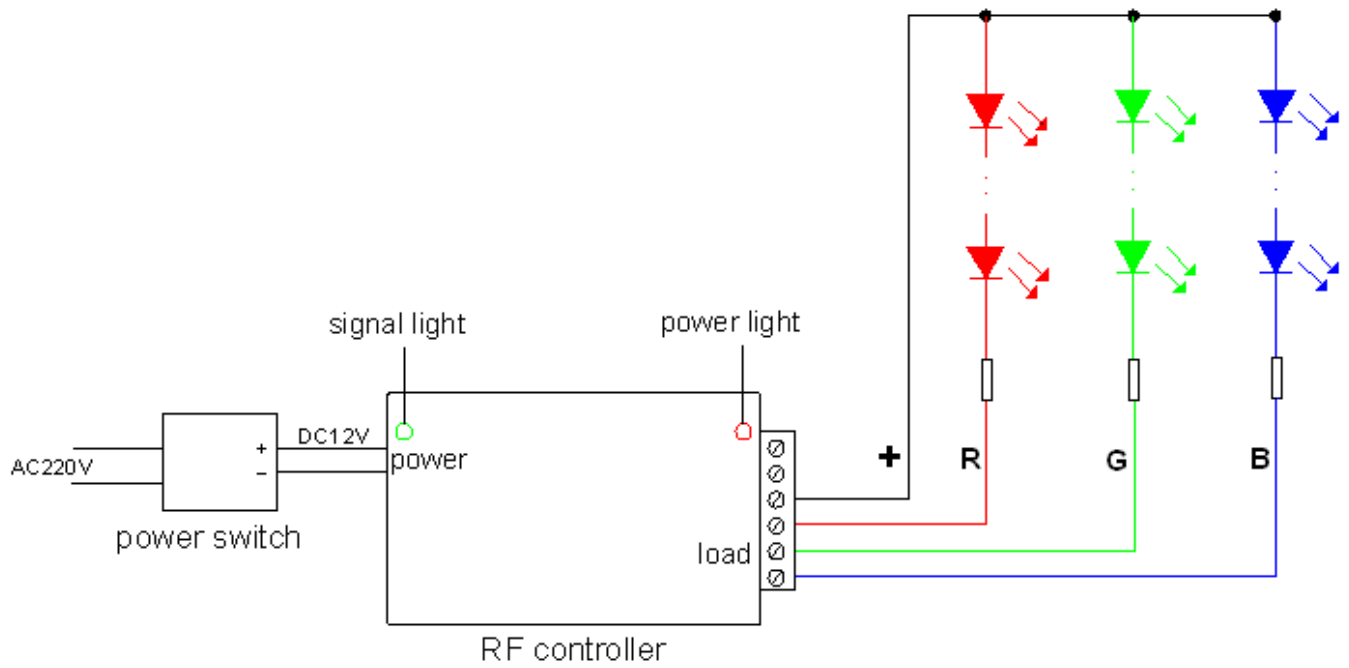 signal light
power light
DC12V
+
AC220V
−
power
+
R
G
B
power switch
load
RF controller